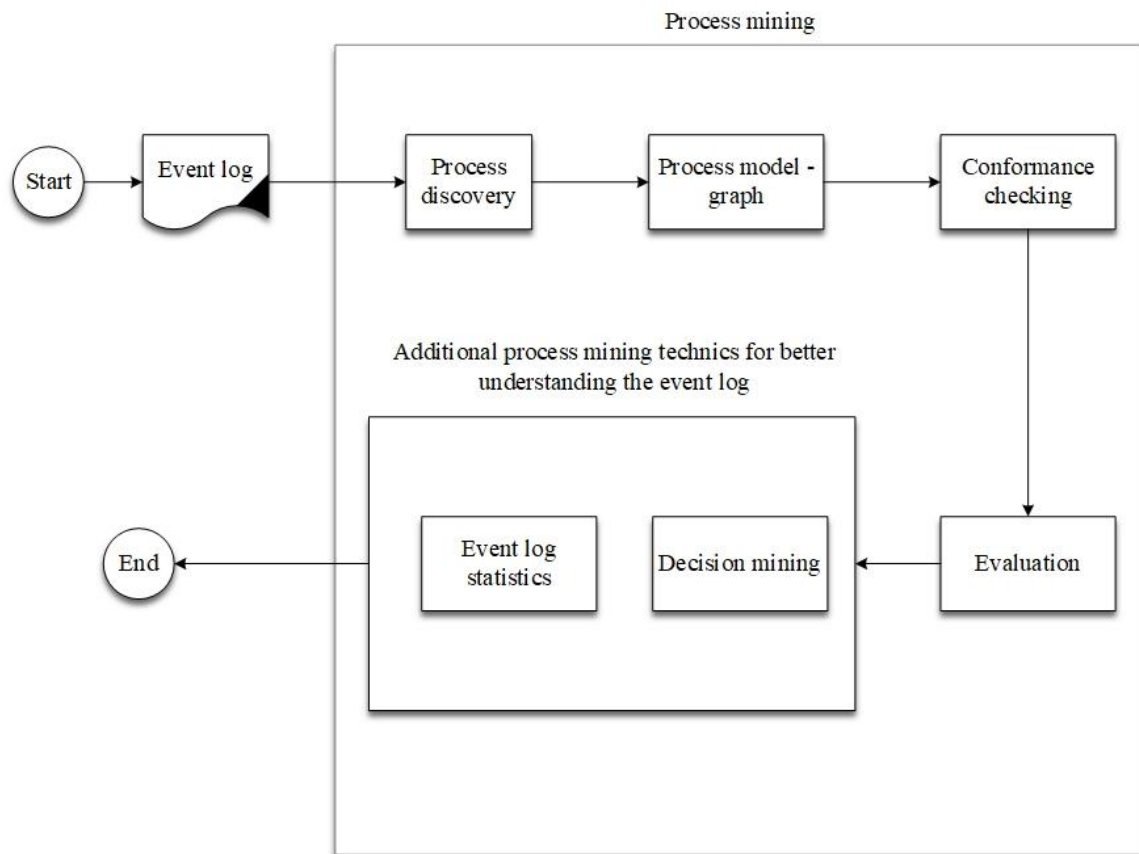 Process mining
Start
Event log
Process
discovery
Process model -
graph
Conformance
checking
Additional process mining technics for better
understanding the event log
End
Event log
statistics
Decision mining
Evaluation